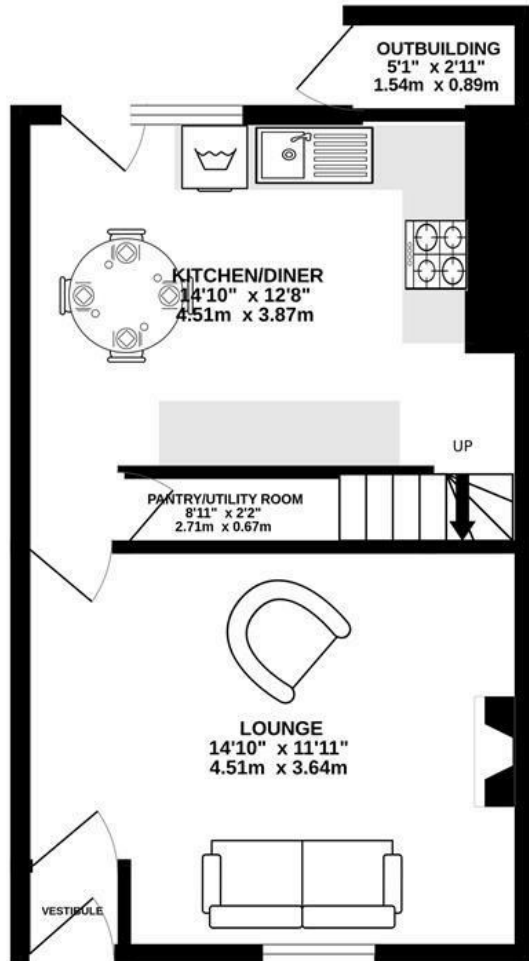 OUTBUILDING
5'1" x 2'11"
1.54m x 0.89m
KITCHEN/DINER
14'10" x 12'8"
4.51m x 3.87m
UP
PANTRY/UTILITY ROOM
8'11" x 2'2"
2.71m x 0.67m
LOUNGE
14'10" x 11'11"
4.51m x 3.64m
VESTIBULE